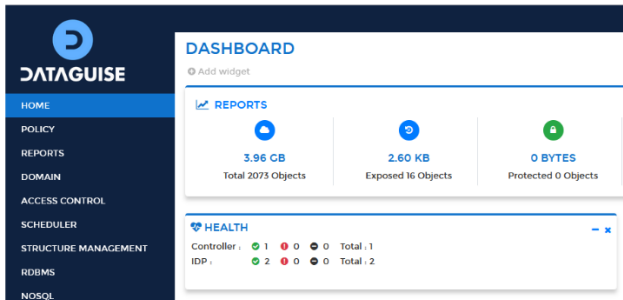 DATAGUISE
HOME
POLICY
REPORTS
DOMAIN
ACCESS CONTROL
SCHEDULER
STRUCTURE MANAGEMENT
RDBMS
NOSQL
DASHBOARD
Add widget
REPORTS
3.96 GB 2.60 KB 0 BYTES
Total 2073 Objects Exposed 16 Objects Protected 0 Objects
HEALTH
Controller : 1 0 0 Total : 1
IDP : 2 0 0 Total : 2